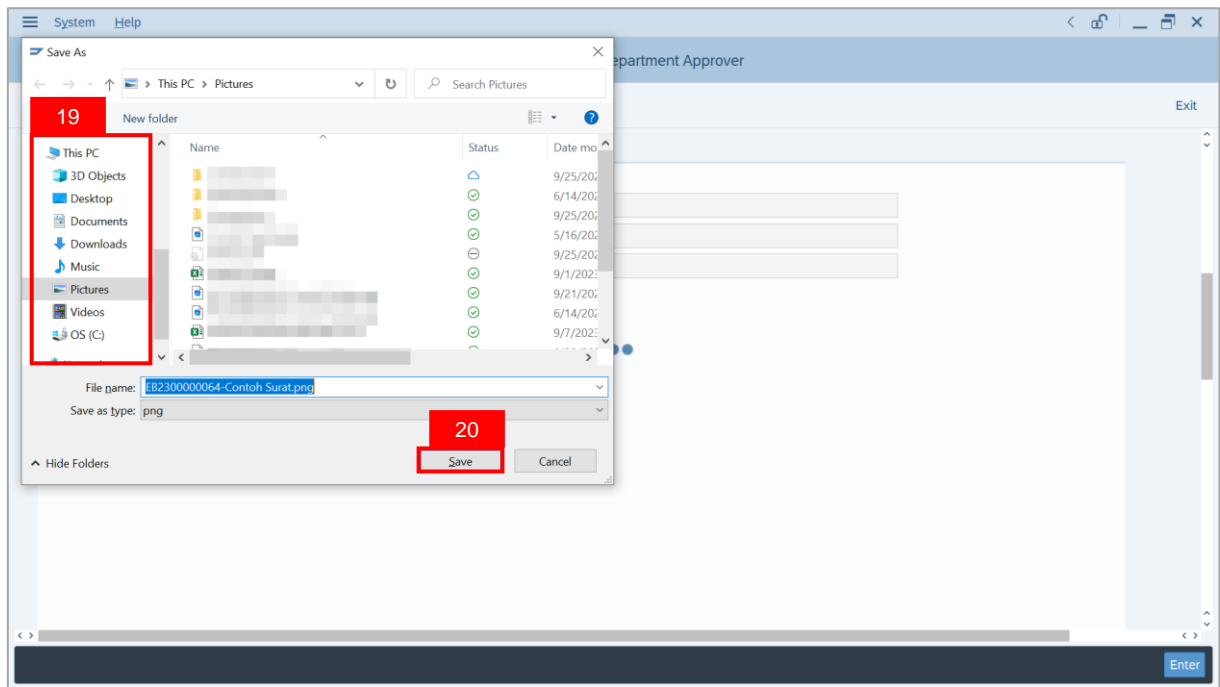 System Help
Save As
epartment Approver
This PC > Pictures
Search Pictures
Exit
19
New folder
Name Status Date mo
This PC
3D Objects
Desktop
Documents
Downloads
Music
Pictures
Videos
OS (C:)
9/25/202
6/14/202
9/25/202
5/16/202
9/25/202
9/1/2023
9/21/202
6/14/202
9/7/2023
File name: EB2300000064-Contoh Surat.png
Save as type: png
20
Hide Folders
Save Cancel
Enter